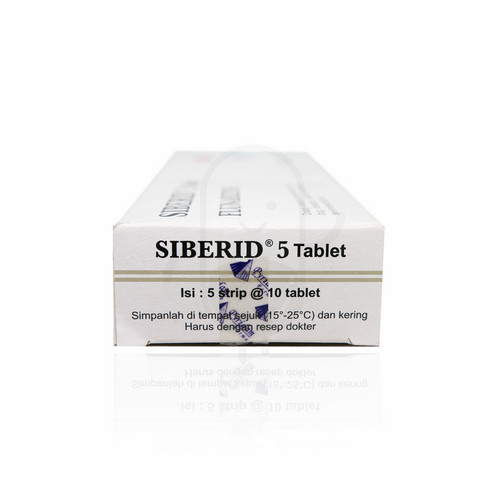 SIBERID® 5 Tablet
Isi : 5 strip @ 10 tablet
Simpanlah di tempat sejuk (15°-25°C) dan kering
Harus dengan resep dokter